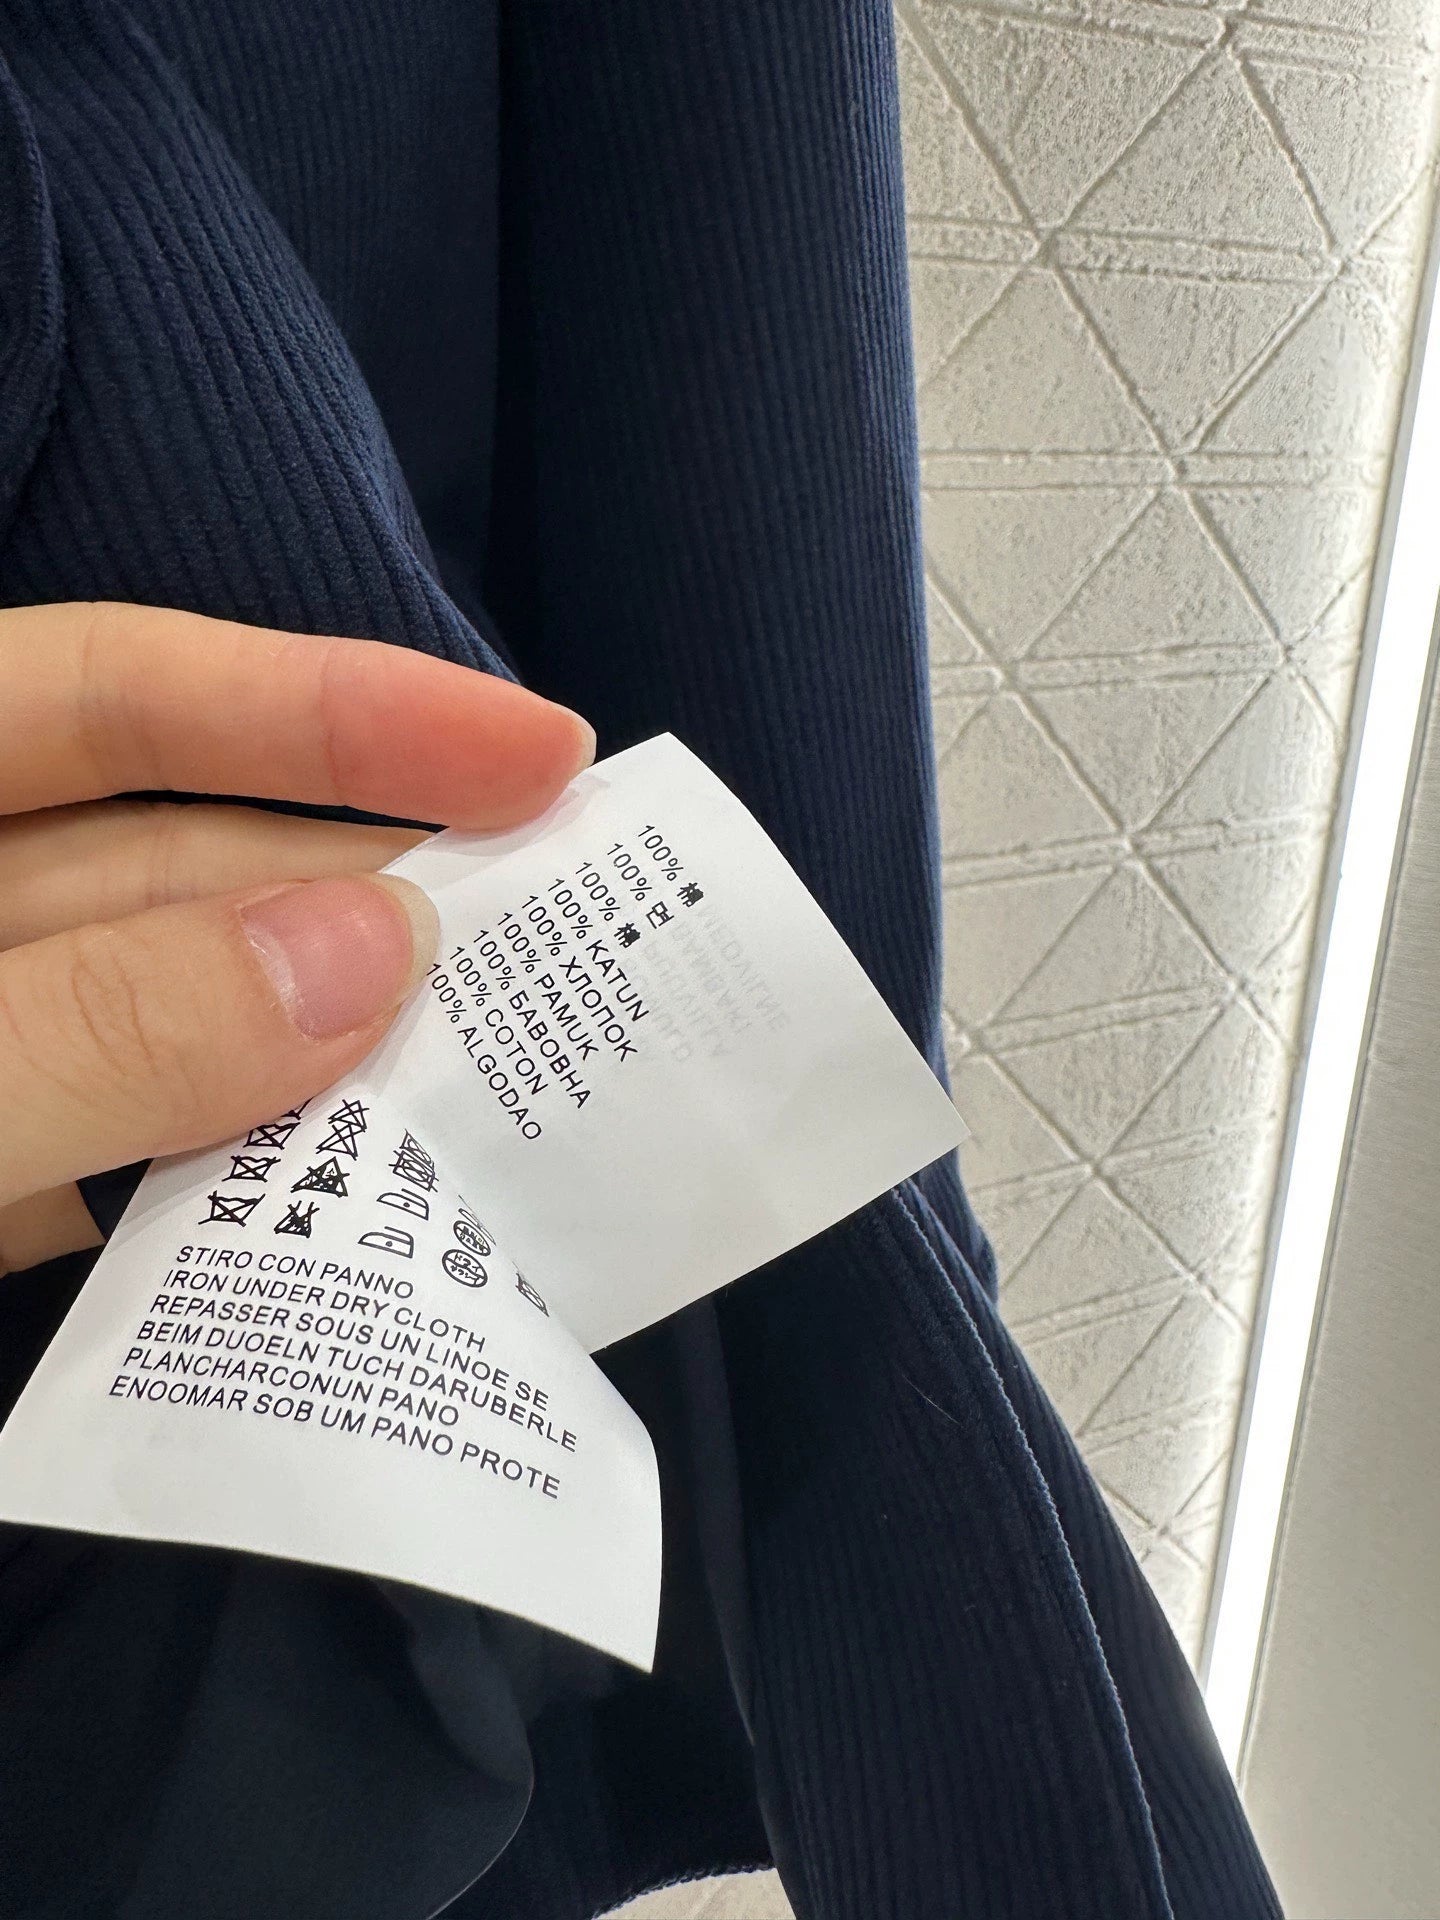 100% 棉
100% 면
100% 棉
100% KATUN
100% ХЛОПОК
100% PAMUK
100% БАВОВНА
100% COTON
100% ALGODAO
STIRO CON PANNO
IRON UNDER DRY CLOTH
REPASSER SOUS UN LINOE SE
BEIM DUOELN TUCH DARUBERLE
PLANCHARCONUN PANO
ENOOMAR SOB UM PANO PROTE